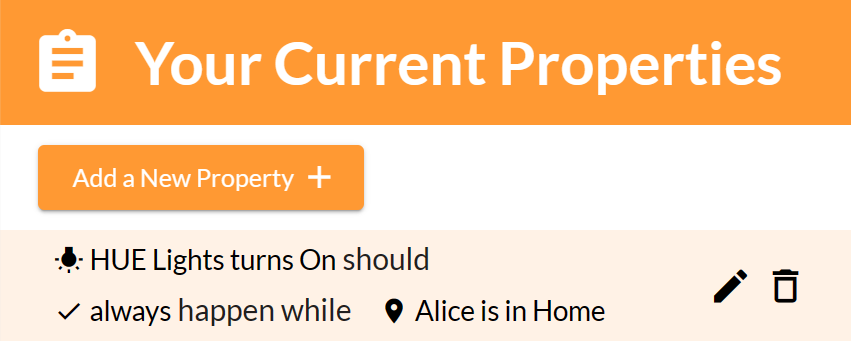 Your Current Properties
Add a New Property +
HUE Lights turns On should
always happen while Alice is in Home